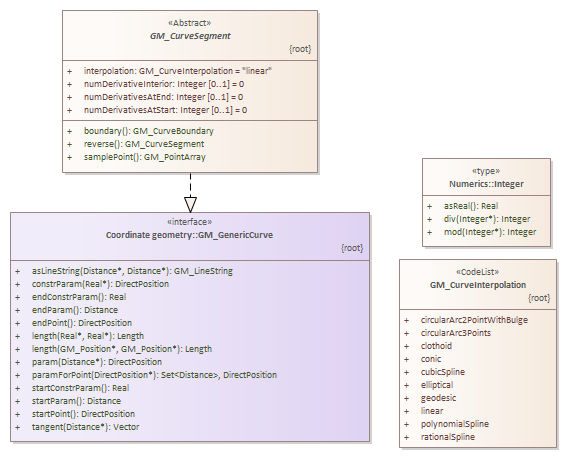 «Abstract»
GM_CurveSegment
{root}
+ interpolation: GM_CurveInterpolation = "linear"
+ numDerivativeInterior: Integer [0..1] = 0
+ numDerivativesAtEnd: Integer [0..1] = 0
+ numDerivativesAtStart: Integer [0..1] = 0
+ boundary(): GM_CurveBoundary
+ reverse(): GM_CurveSegment
+ samplePoint(): GM_PointArray
«interface»
Coordinate geometry::GM_GenericCurve
{root}
+ asLineString(Distance*, Distance*): GM_LineString
+ constrParam(Real*): DirectPosition
+ endConstrParam(): Real
+ endParam(): Distance
+ endPoint(): DirectPosition
+ length(Real*, Real*): Length
+ length(GM_Position*, GM_Position*): Length
+ param(Distance*): DirectPosition
+ paramForPoint(DirectPosition*): Set<Distance>, DirectPosition
+ startConstrParam(): Real
+ startParam(): Distance
+ startPoint(): DirectPosition
+ tangent(Distance*): Vector
«type»
Numerics::Integer
+ asReal(): Real
+ div(Integer*): Integer
+ mod(Integer*): Integer
«CodeList»
GM_CurveInterpolation
{root}
+ circularArc2PointWithBulge
+ circularArc3Points
+ clothoid
+ conic
+ cubicSpline
+ elliptical
+ geodesic
+ linear
+ polynomialSpline
+ rationalSpline